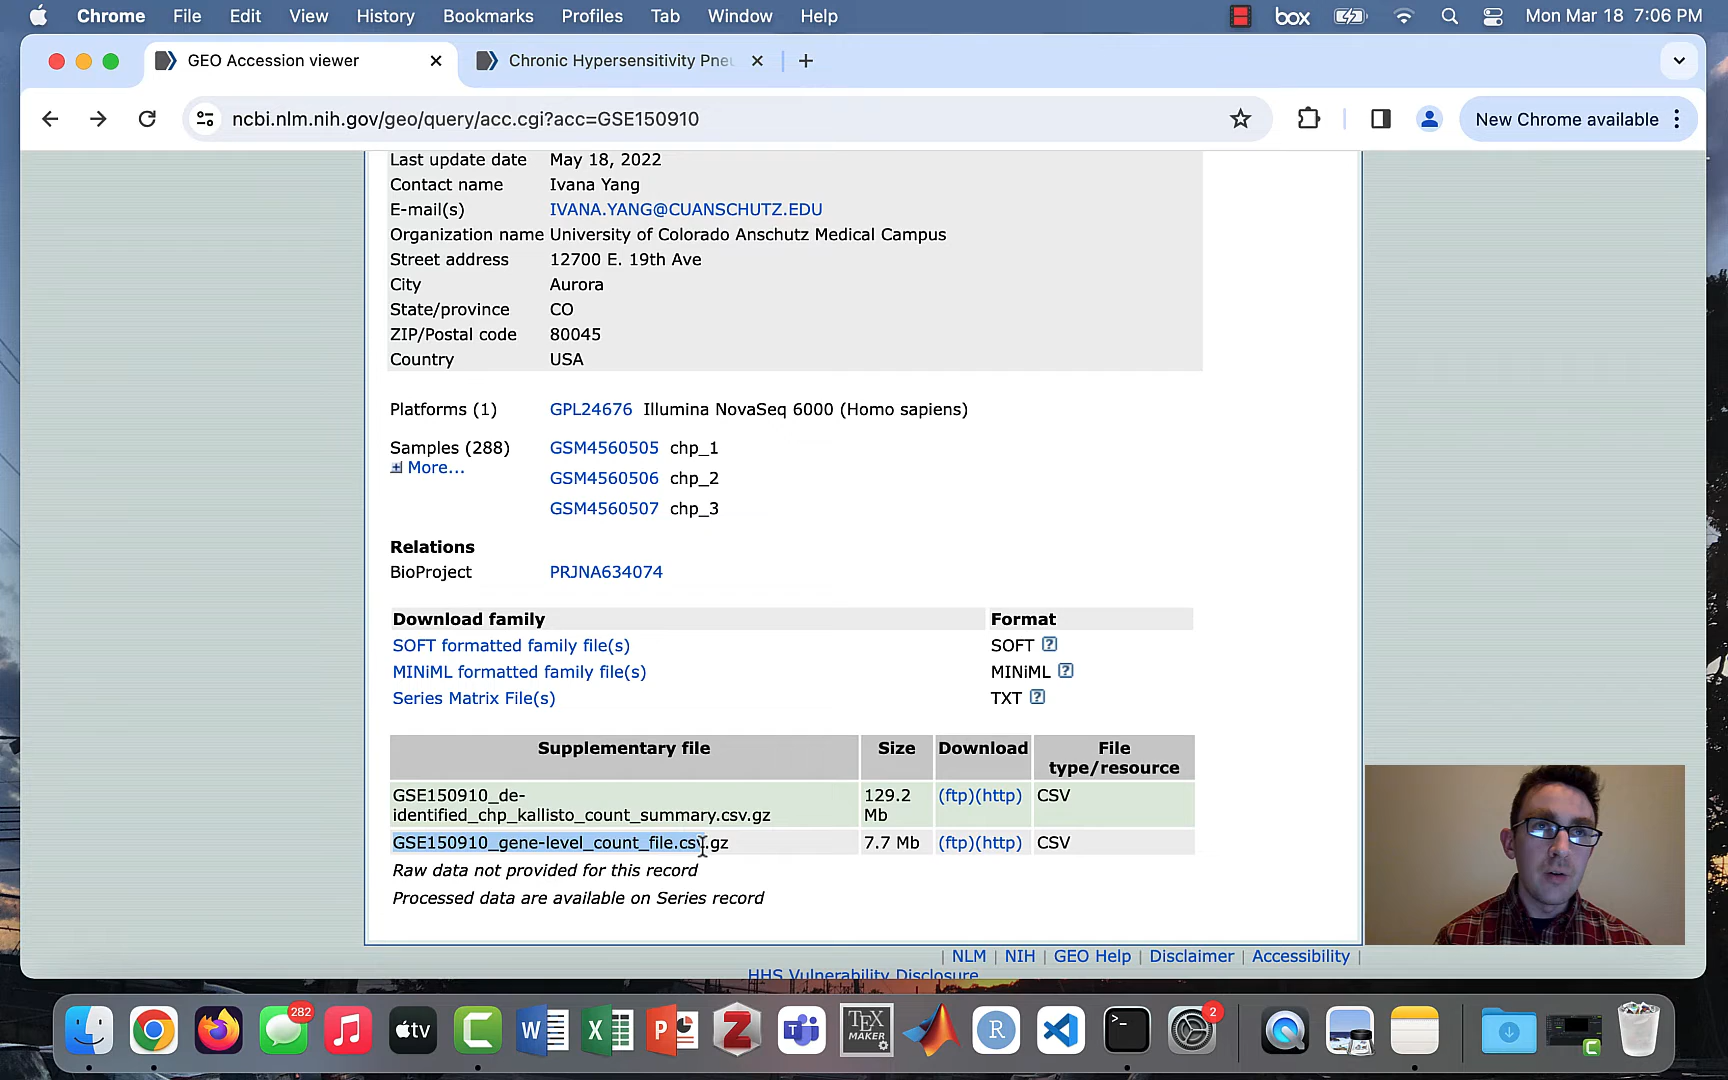 Chrome File Edit View History Bookmarks Profiles Tab Window Help box Mon Mar 18 7:06 PM
GEO Accession viewer Chronic Hypersensitivity Pneu
ncbi.nlm.nih.gov/geo/query/acc.cgi?acc=GSE150910 New Chrome available
Last update date May 18, 2022
Contact name Ivana Yang
E-mail(s) IVANA.YANG@CUANSCHUTZ.EDU
Organization name University of Colorado Anschutz Medical Campus
Street address 12700 E. 19th Ave
City Aurora
State/province CO
ZIP/Postal code 80045
Country USA
Platforms (1) GPL24676 Illumina NovaSeq 6000 (Homo sapiens)
Samples (288) GSM4560505 chp_1
More...
GSM4560506 chp_2
GSM4560507 chp_3
Relations
BioProject PRJNA634074
Download family Format
SOFT formatted family file(s) SOFT ?
MINiML formatted family file(s) MINiML ?
Series Matrix File(s) TXT ?
Supplementary file Size Download File
type/resource
GSE150910_de- 129.2 (ftp)(http) CSV
identified_chp_kallisto_count_summary.csv.gz Mb
GSE150910_gene-level_count_file.csv.gz 7.7 Mb (ftp)(http) CSV
Raw data not provided for this record
Processed data are available on Series record
| NLM | NIH | GEO Help | Disclaimer | Accessibility |
HHS Vulnerability Disclosure
282 tv W X P Z T TEX MAKER R >_ 2